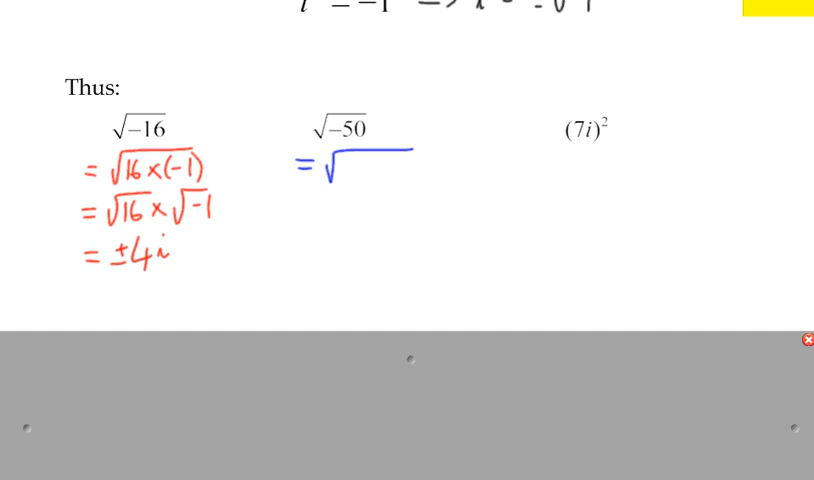 Thus:
√−16 √−50 (7i)²
= √16 ×(−1) = √
= √16 × √−1
= ±4i